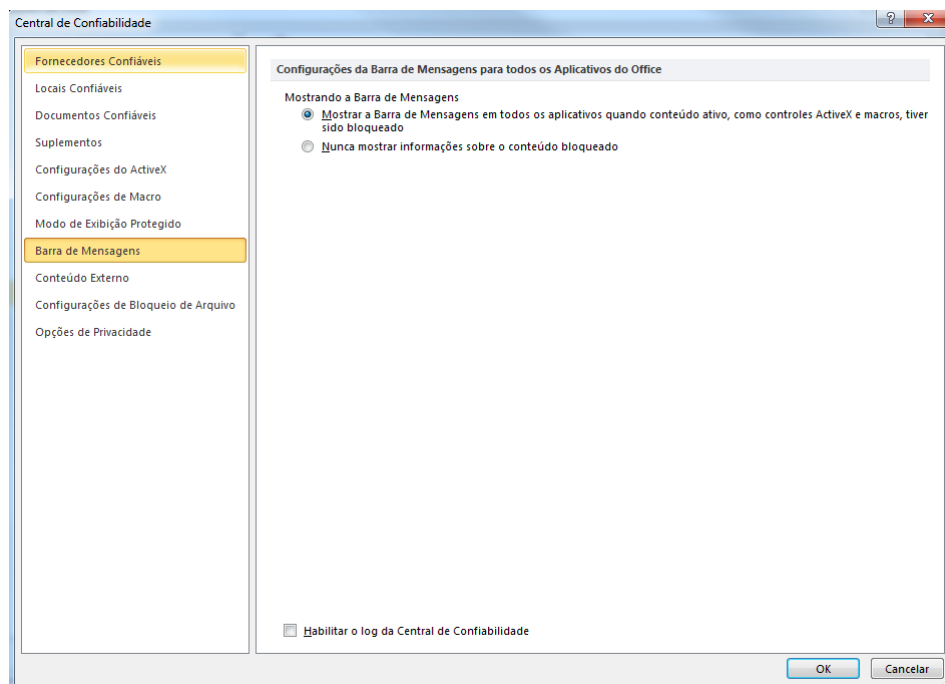 Central de Confiabilidade
Fornecedores Confiáveis
Locais Confiáveis
Documentos Confiáveis
Suplementos
Configurações do ActiveX
Configurações de Macro
Modo de Exibição Protegido
Barra de Mensagens
Conteúdo Externo
Configurações de Bloqueio de Arquivo
Opções de Privacidade
Configurações da Barra de Mensagens para todos os Aplicativos do Office
Mostrando a Barra de Mensagens
Mostrar a Barra de Mensagens em todos os aplicativos quando conteúdo ativo, como controles ActiveX e macros, tiver
sido bloqueado
Nunca mostrar informações sobre o conteúdo bloqueado
Habilitar o log da Central de Confiabilidade
OK
Cancelar